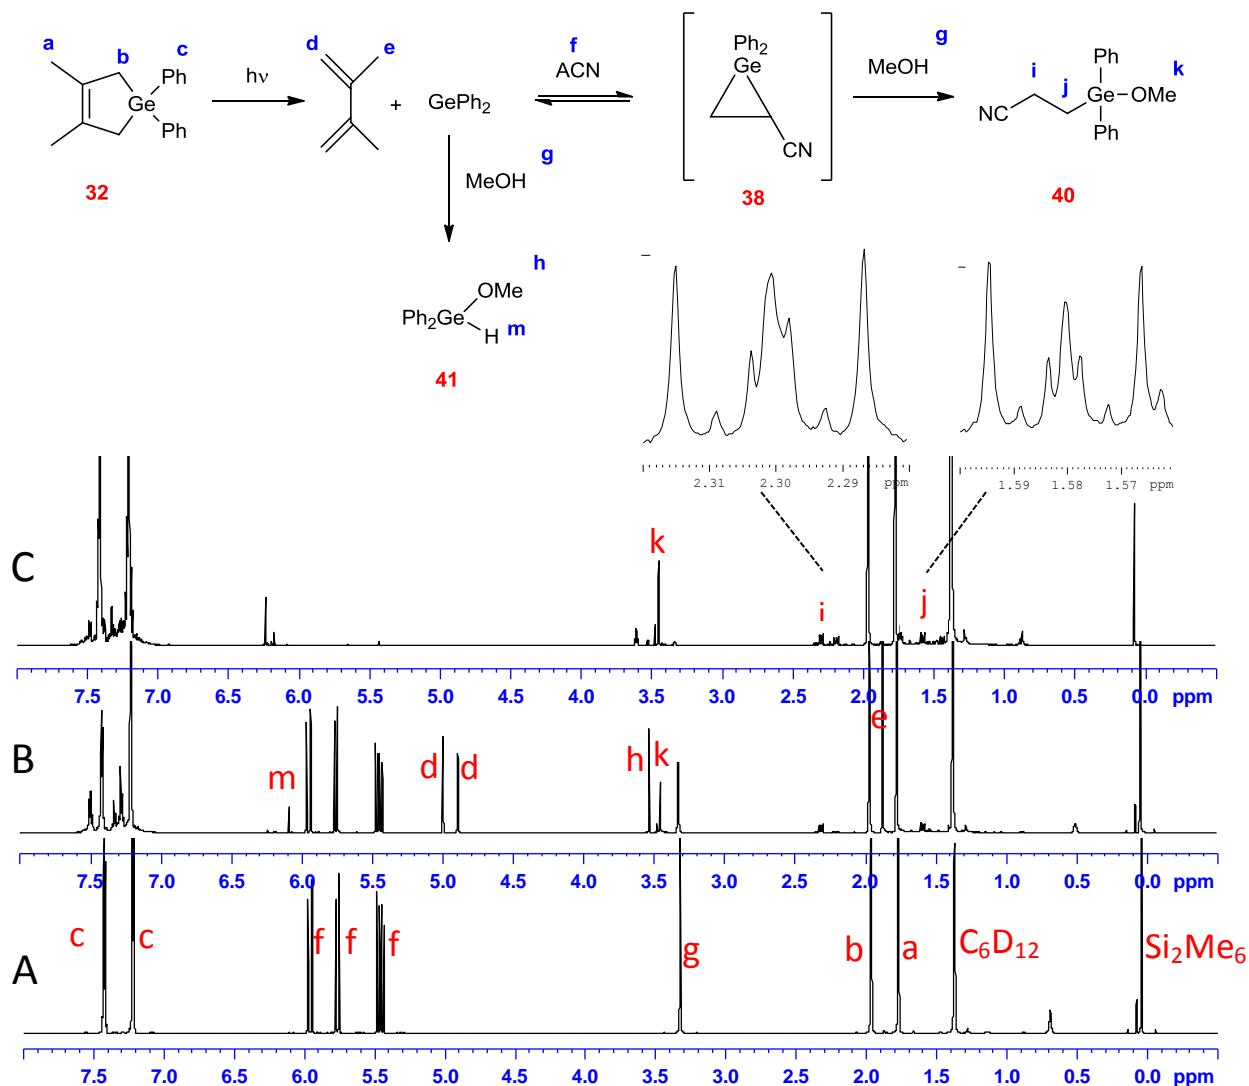 a
b
c
Ph
Ge
Ph
32
hν
d
e
+
GePh2
f
ACN
Ph2
Ge
CN
38
g
MeOH
i
j
k
Ph
NC
Ge
OMe
Ph
40
MeOH
g
h
OMe
Ph2Ge
H
m
41
2.31 2.30 2.29 ppm
1.59 1.58 1.57 ppm
C
k
i
j
7.5 7.0 6.5 6.0 5.5 5.0 4.5 4.0 3.5 3.0 2.5 2.0 1.5 1.0 0.5 0.0 ppm
B
m
d
d
h
k
e
7.5 7.0 6.5 6.0 5.5 5.0 4.5 4.0 3.5 3.0 2.5 2.0 1.5 1.0 0.5 0.0 ppm
A
c
c
f
f
f
g
b
a
C6D12
Si2Me6
7.5 7.0 6.5 6.0 5.5 5.0 4.5 4.0 3.5 3.0 2.5 2.0 1.5 1.0 0.5 0.0 ppm